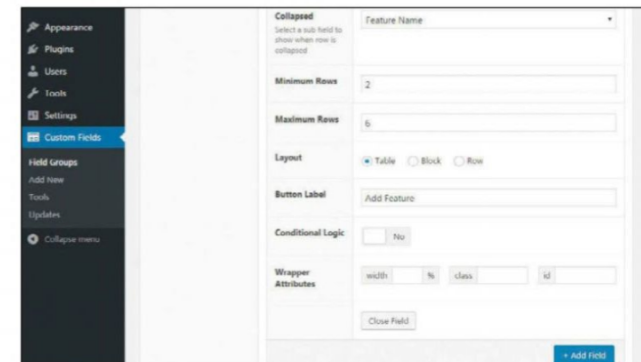 Appearance
Plugins
Users
Tools
Settings
Custom Fields
Field Groups
Add New
Tools
Updates
Collapse menu
Collapsed
Select a sub field to
show when row is
collapsed
Feature Name
Minimum Rows
2
Maximum Rows
6
Layout
Table Block Row
Button Label
Add Feature
Conditional Logic
No
Wrapper
Attributes
width % class id
Close Field
+ Add Field